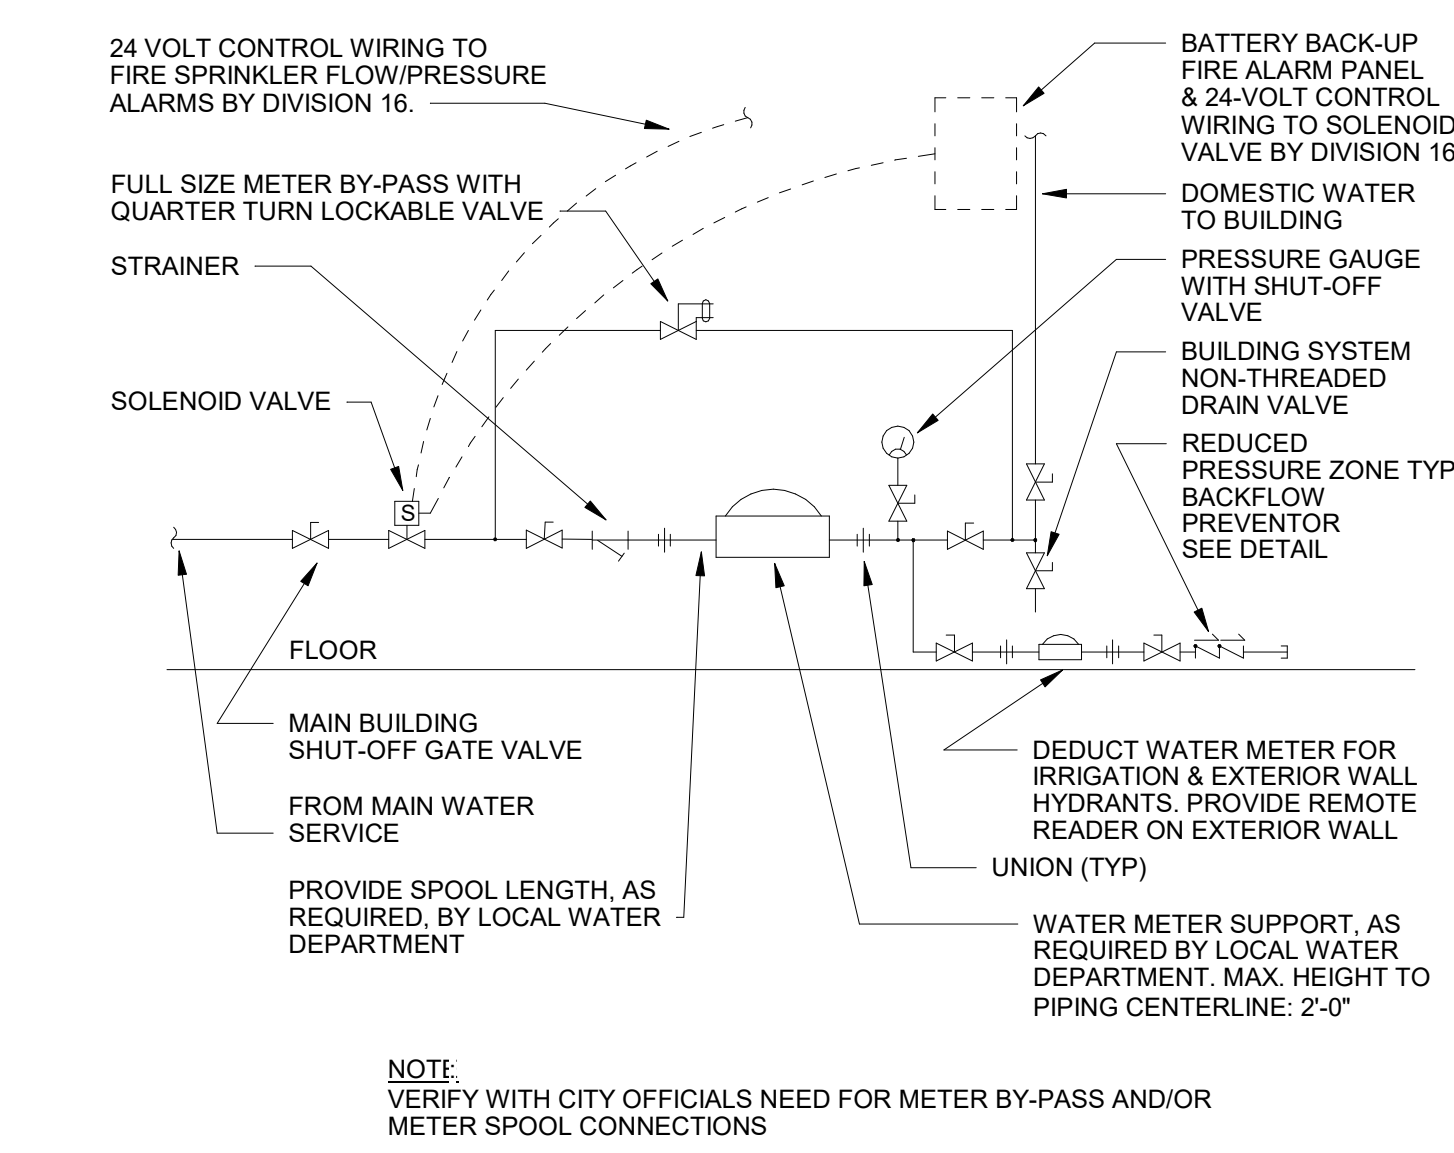 24 VOLT CONTROL WIRING TO
FIRE SPRINKLER FLOW/PRESSURE
ALARMS BY DIVISION 16.
FULL SIZE METER BY-PASS WITH
QUARTER TURN LOCKABLE VALVE
STRAINER
SOLENOID VALVE
S
BATTERY BACK-UP
FIRE ALARM PANEL
& 24-VOLT CONTROL
WIRING TO SOLENOID
VALVE BY DIVISION 16
DOMESTIC WATER
TO BUILDING
PRESSURE GAUGE
WITH SHUT-OFF
VALVE
BUILDING SYSTEM
NON-THREADED
DRAIN VALVE
REDUCED
PRESSURE ZONE TYP
BACKFLOW
PREVENTOR
SEE DETAIL
FLOOR
MAIN BUILDING
SHUT-OFF GATE VALVE
FROM MAIN WATER
SERVICE
PROVIDE SPOOL LENGTH, AS
REQUIRED, BY LOCAL WATER
DEPARTMENT
DEDUCT WATER METER FOR
IRRIGATION & EXTERIOR WALL
HYDRANTS. PROVIDE REMOTE
READER ON EXTERIOR WALL
UNION (TYP)
WATER METER SUPPORT, AS
REQUIRED BY LOCAL WATER
DEPARTMENT. MAX. HEIGHT TO
PIPING CENTERLINE: 2'-0"
NOTE:
VERIFY WITH CITY OFFICIALS NEED FOR METER BY-PASS AND/OR
METER SPOOL CONNECTIONS